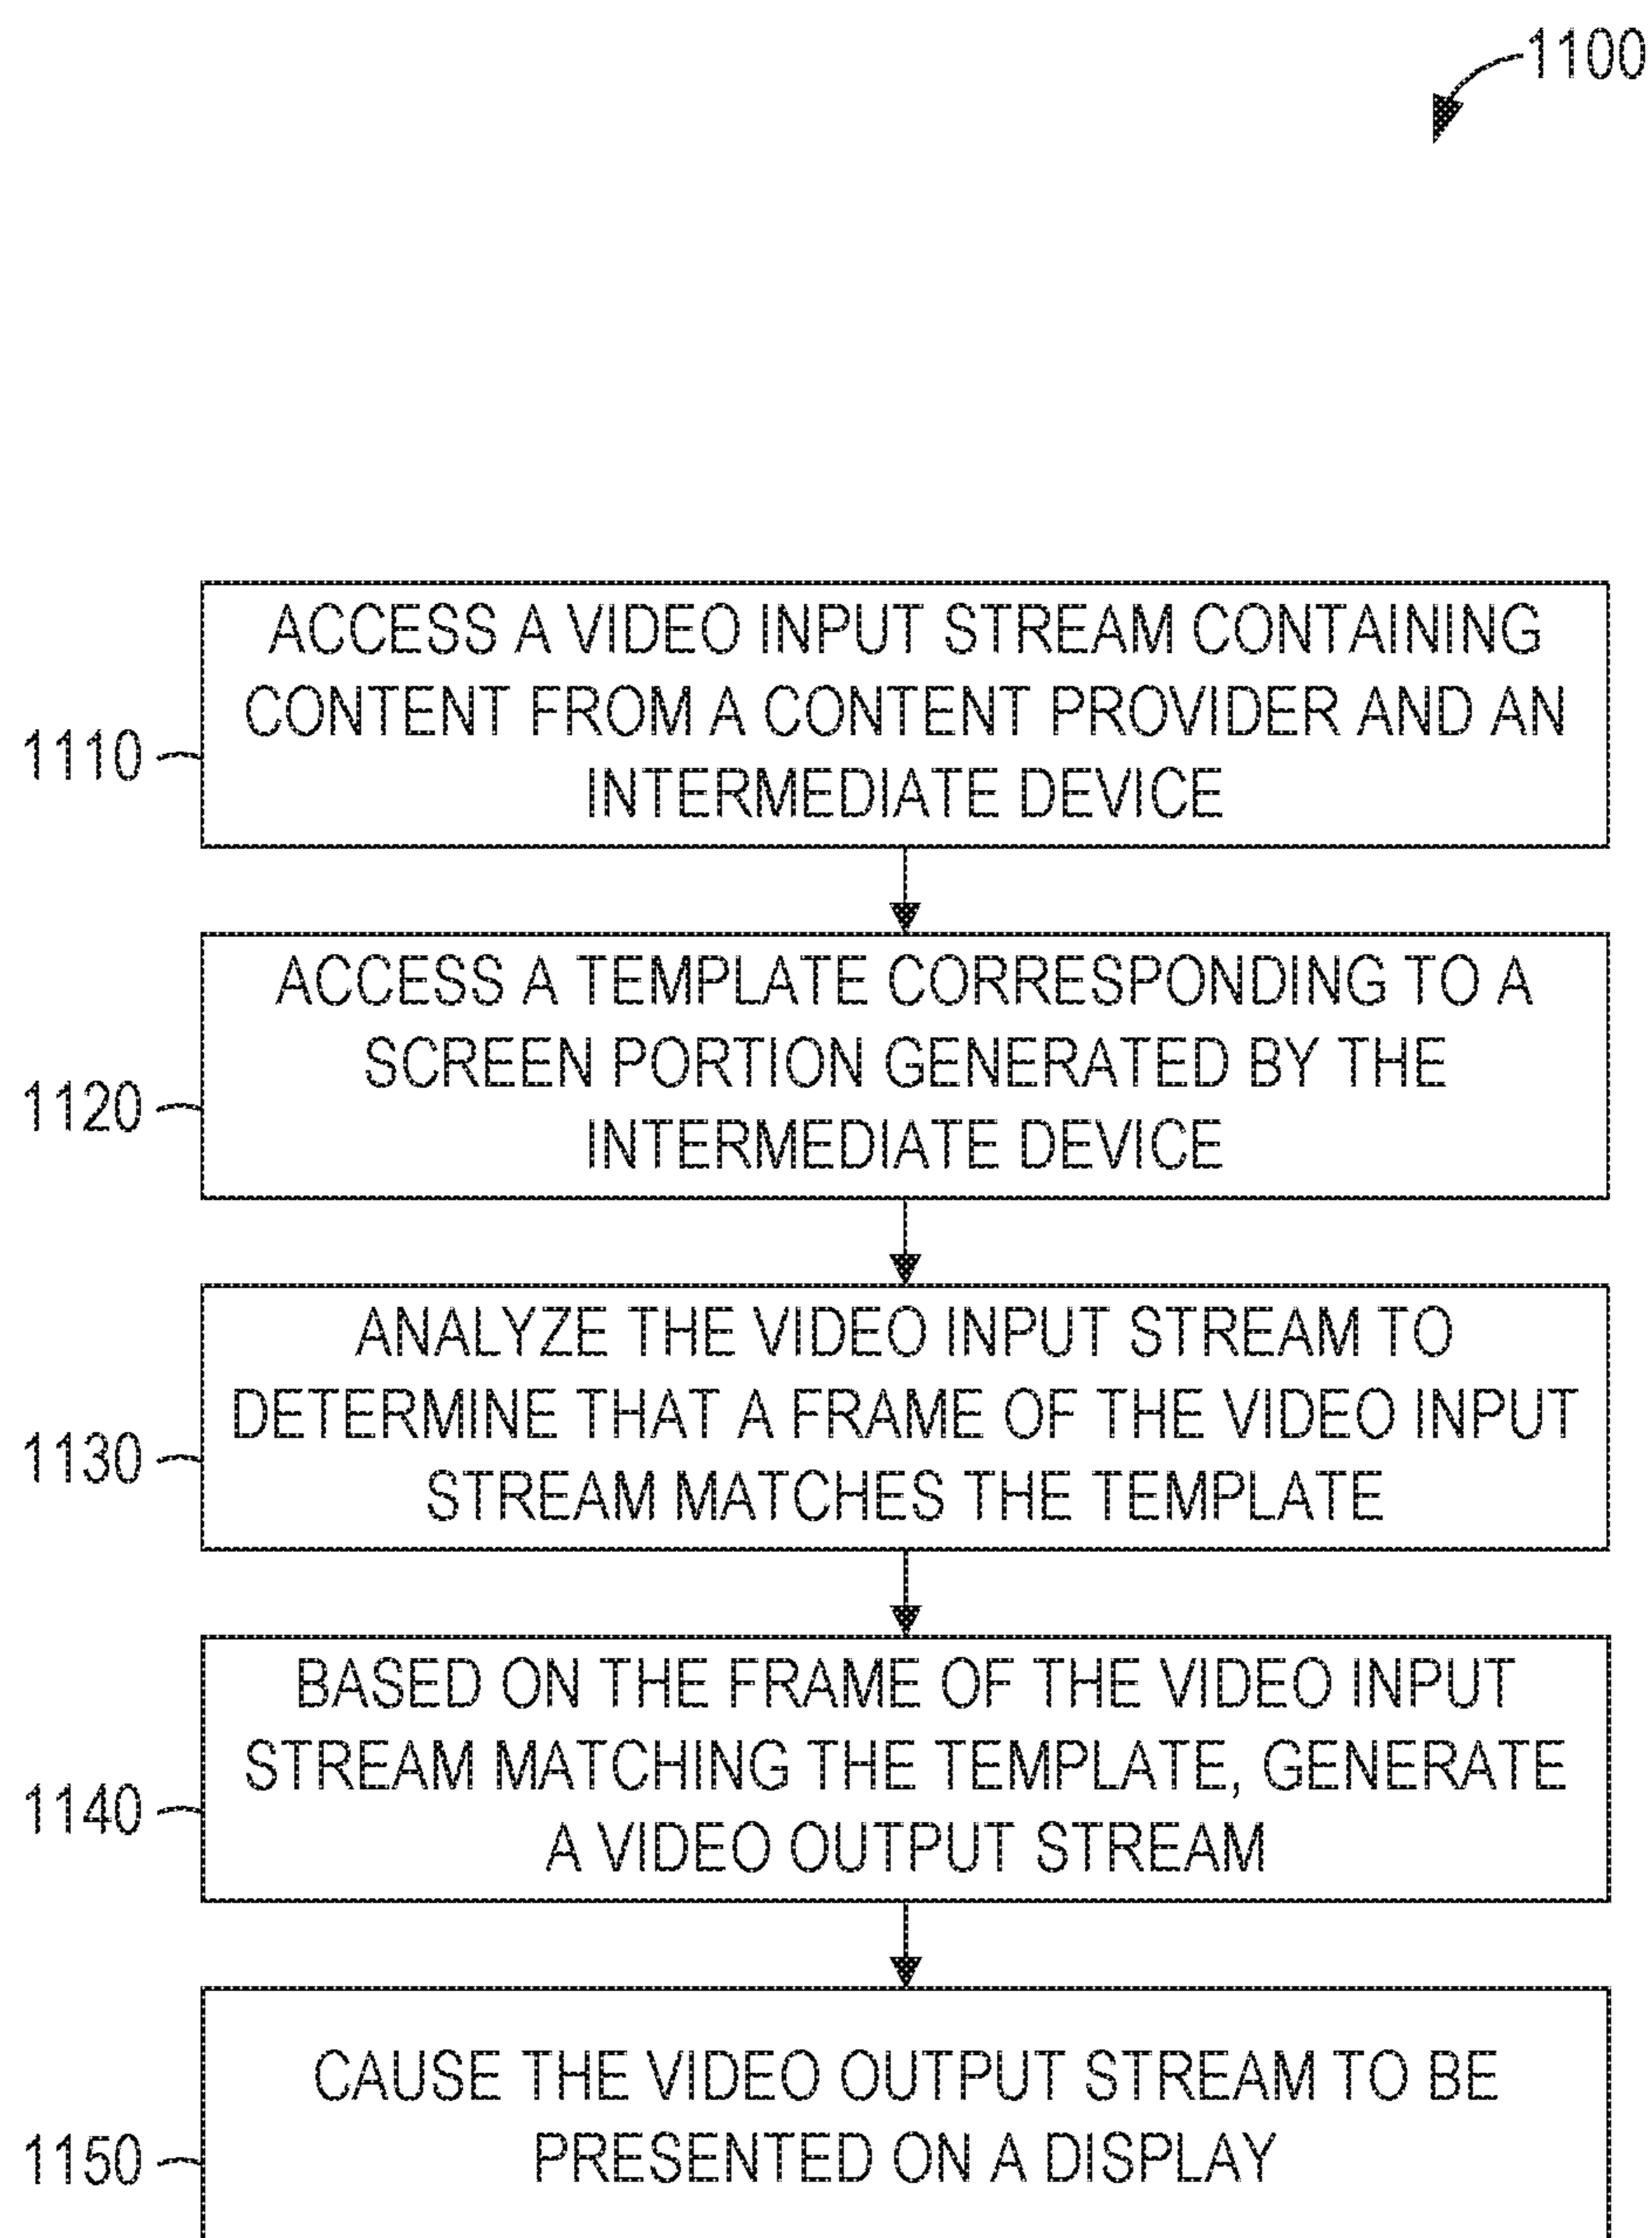 1100
ACCESS A VIDEO INPUT STREAM CONTAINING
CONTENT FROM A CONTENT PROVIDER AND AN
INTERMEDIATE DEVICE
1110
ACCESS A TEMPLATE CORRESPONDING TO A
SCREEN PORTION GENERATED BY THE
INTERMEDIATE DEVICE
1120
ANALYZE THE VIDEO INPUT STREAM TO
DETERMINE THAT A FRAME OF THE VIDEO INPUT
STREAM MATCHES THE TEMPLATE
1130
BASED ON THE FRAME OF THE VIDEO INPUT
STREAM MATCHING THE TEMPLATE, GENERATE
A VIDEO OUTPUT STREAM
1140
CAUSE THE VIDEO OUTPUT STREAM TO BE
PRESENTED ON A DISPLAY
1150